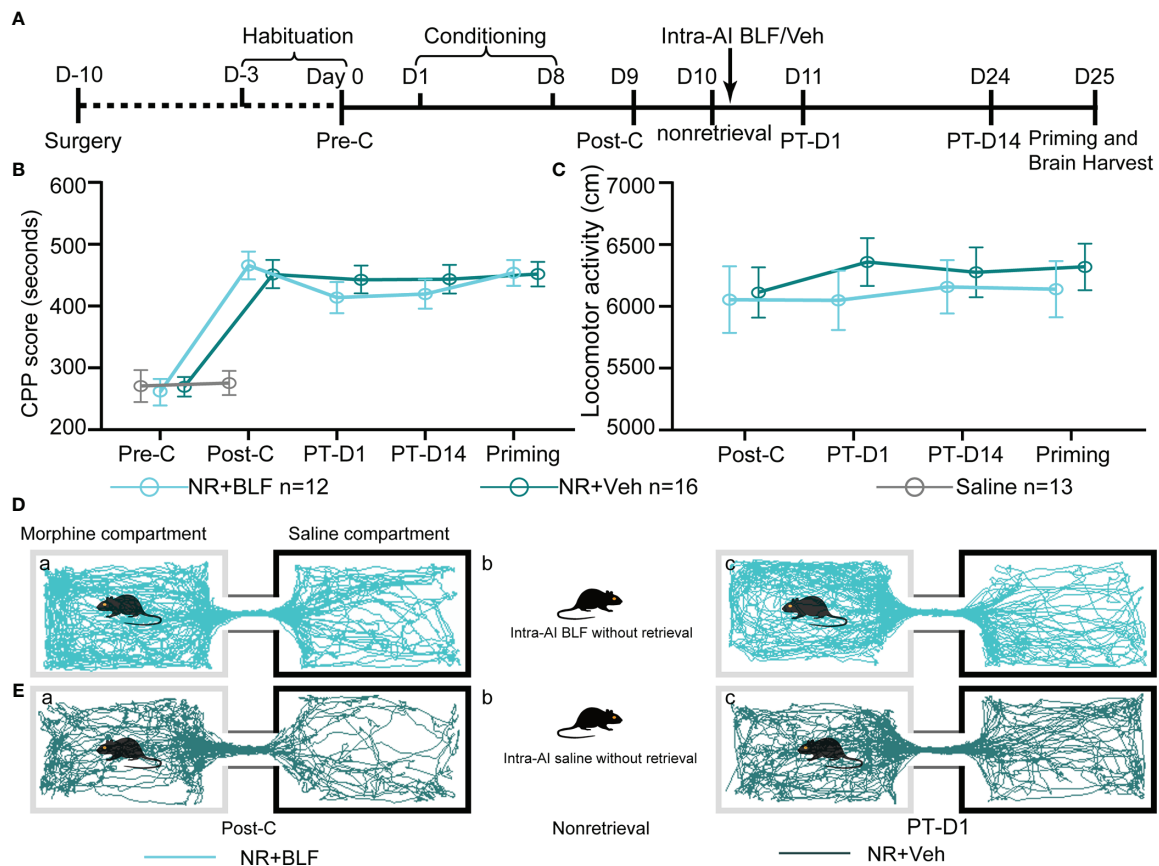 A
Habituation
Conditioning
Intra-AI BLF/Veh
D-10
D-3
Day 0
D1
D8
D9
D10
D11
D24
D25
Surgery
Pre-C
Post-C
nonretrieval
PT-D1
PT-D14
Priming and
Brain Harvest
B
CPP score (seconds)
600
500
400
300
200
Pre-C
Post-C
PT-D1
PT-D14
Priming
C
Locomotor activity (cm)
7000
6500
6000
5500
5000
Post-C
PT-D1
PT-D14
Priming
NR+BLF n=12
NR+Veh n=16
Saline n=13
D
Morphine compartment
Saline compartment
a
b
c
Intra-AI BLF without retrieval
E
a
b
c
Intra-AI saline without retrieval
Post-C
Nonretrieval
PT-D1
NR+BLF
NR+Veh